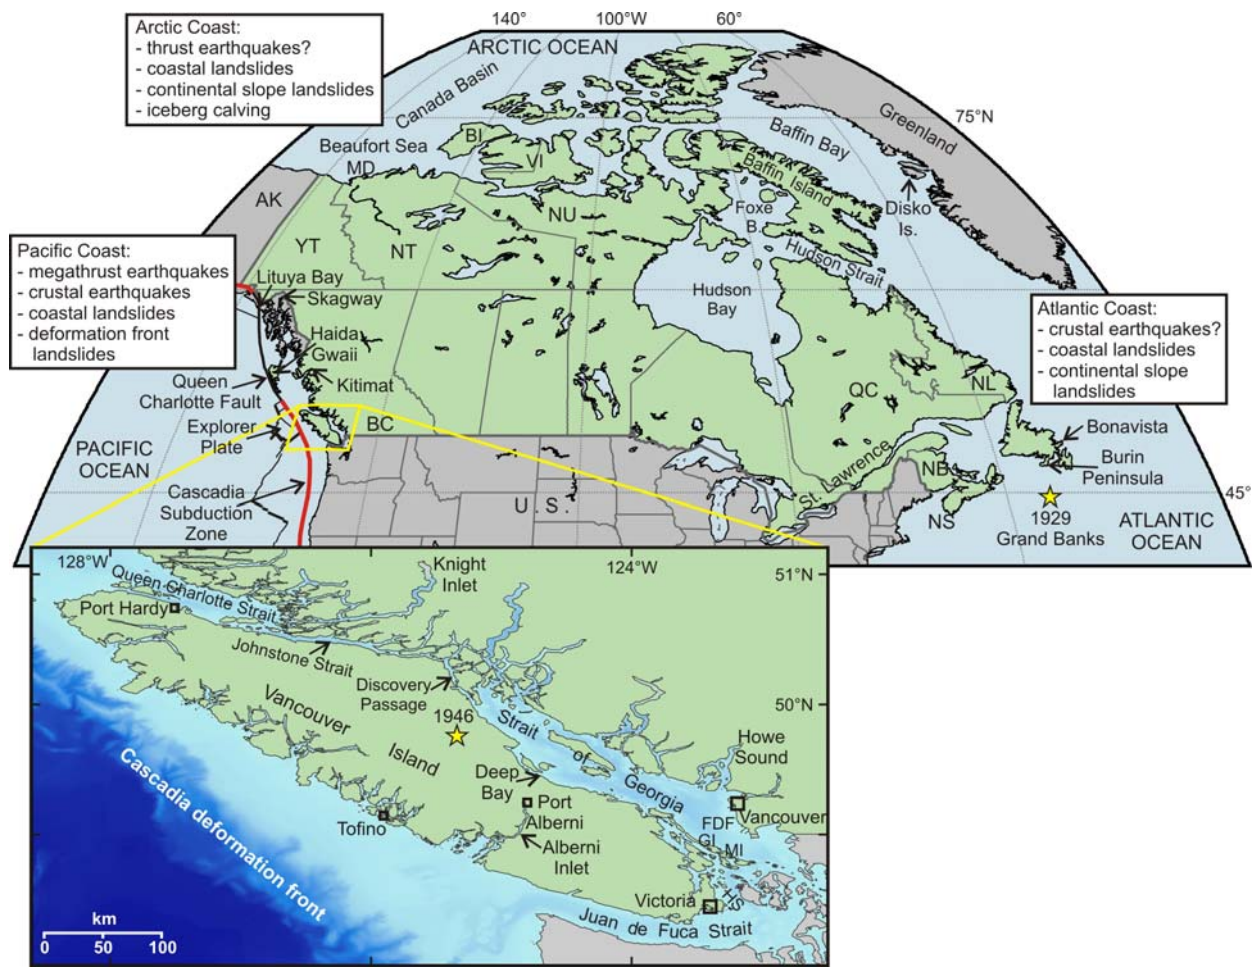 Arctic Coast:
- thrust earthquakes?
- coastal landslides
- continental slope landslides
- iceberg calving
140°
100°W
60°
ARCTIC OCEAN
75°N
Canada Basin
Greenland
Beaufort Sea
MD
BI
VI
Baffin Bay
Baffin Island
AK
YT
NT
NU
Foxe
B.
Disko
Is.
Hudson Strait
Pacific Coast:
- megathrust earthquakes
- crustal earthquakes
- coastal landslides
- deformation front
landslides
Lituya Bay
Skagway
Haida
Gwaii
Hudson
Bay
Atlantic Coast:
- crustal earthquakes?
- coastal landslides
- continental slope
landslides
Queen
Charlotte Fault
Kitimat
QC
NL
Explorer
Plate
BC
Bonavista
PACIFIC
OCEAN
Burin
Peninsula
St. Lawrence
NB
Cascadia
Subduction
Zone
U.S.
45°
NS
1929
Grand Banks
ATLANTIC
OCEAN
128°W
Knight
Inlet
124°W
51°N
Queen Charlotte Strait
Port Hardy
Johnstone Strait
Discovery
Passage
50°N
Vancouver
Island
1946
Strait
of
Georgia
Howe
Sound
Deep
Bay
Port
Alberni
Vancouver
Cascadia deformation front
Tofino
FDF
GI
MI
Alberni
Inlet
Victoria
HS
Juan de Fuca Strait
km
0
50
100